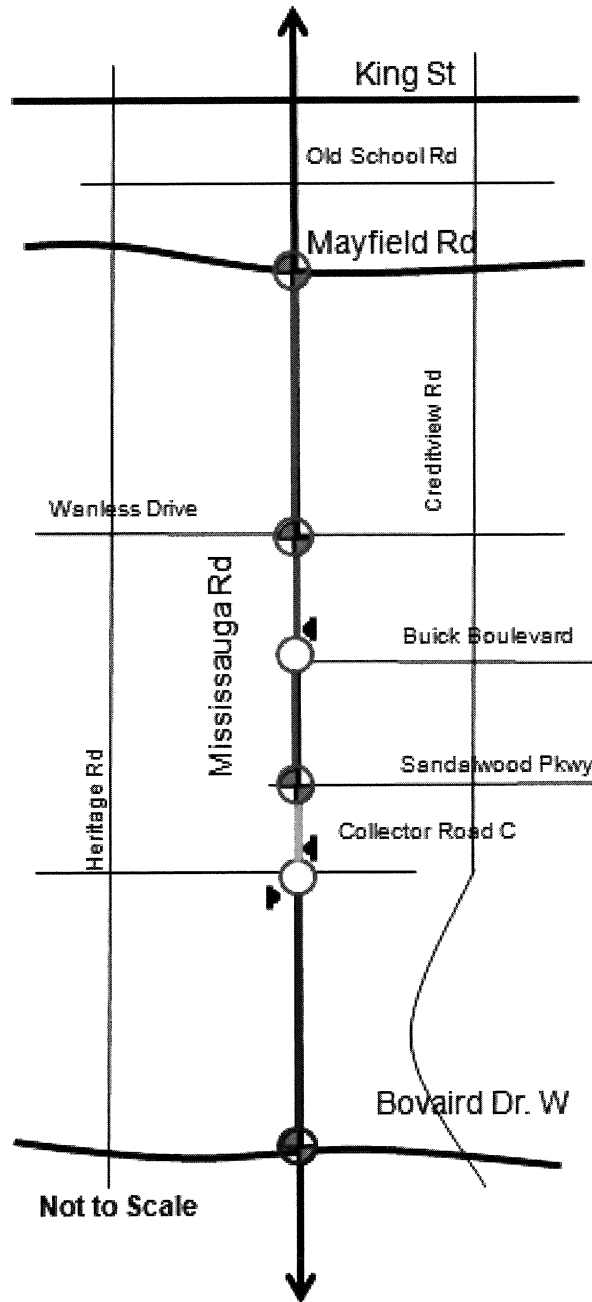 King St
Old School Rd
Mayfield Rd
Creditview Rd
Wanless Drive
Mississauga Rd
Buick Boulevard
Heritage Rd
Sandalwood Pkwy
Collector Road C
Bovaird Dr. W
Not to Scale